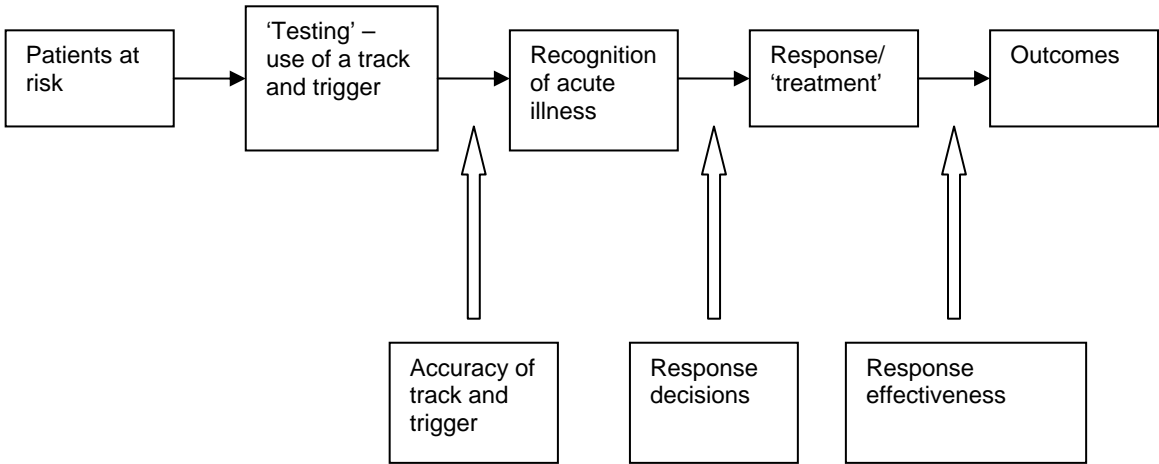 Patients at
risk
‘Testing’ –
use of a track
and trigger
Recognition
of acute
illness
Response/
‘treatment’
Outcomes
Accuracy of
track and
trigger
Response
decisions
Response
effectiveness